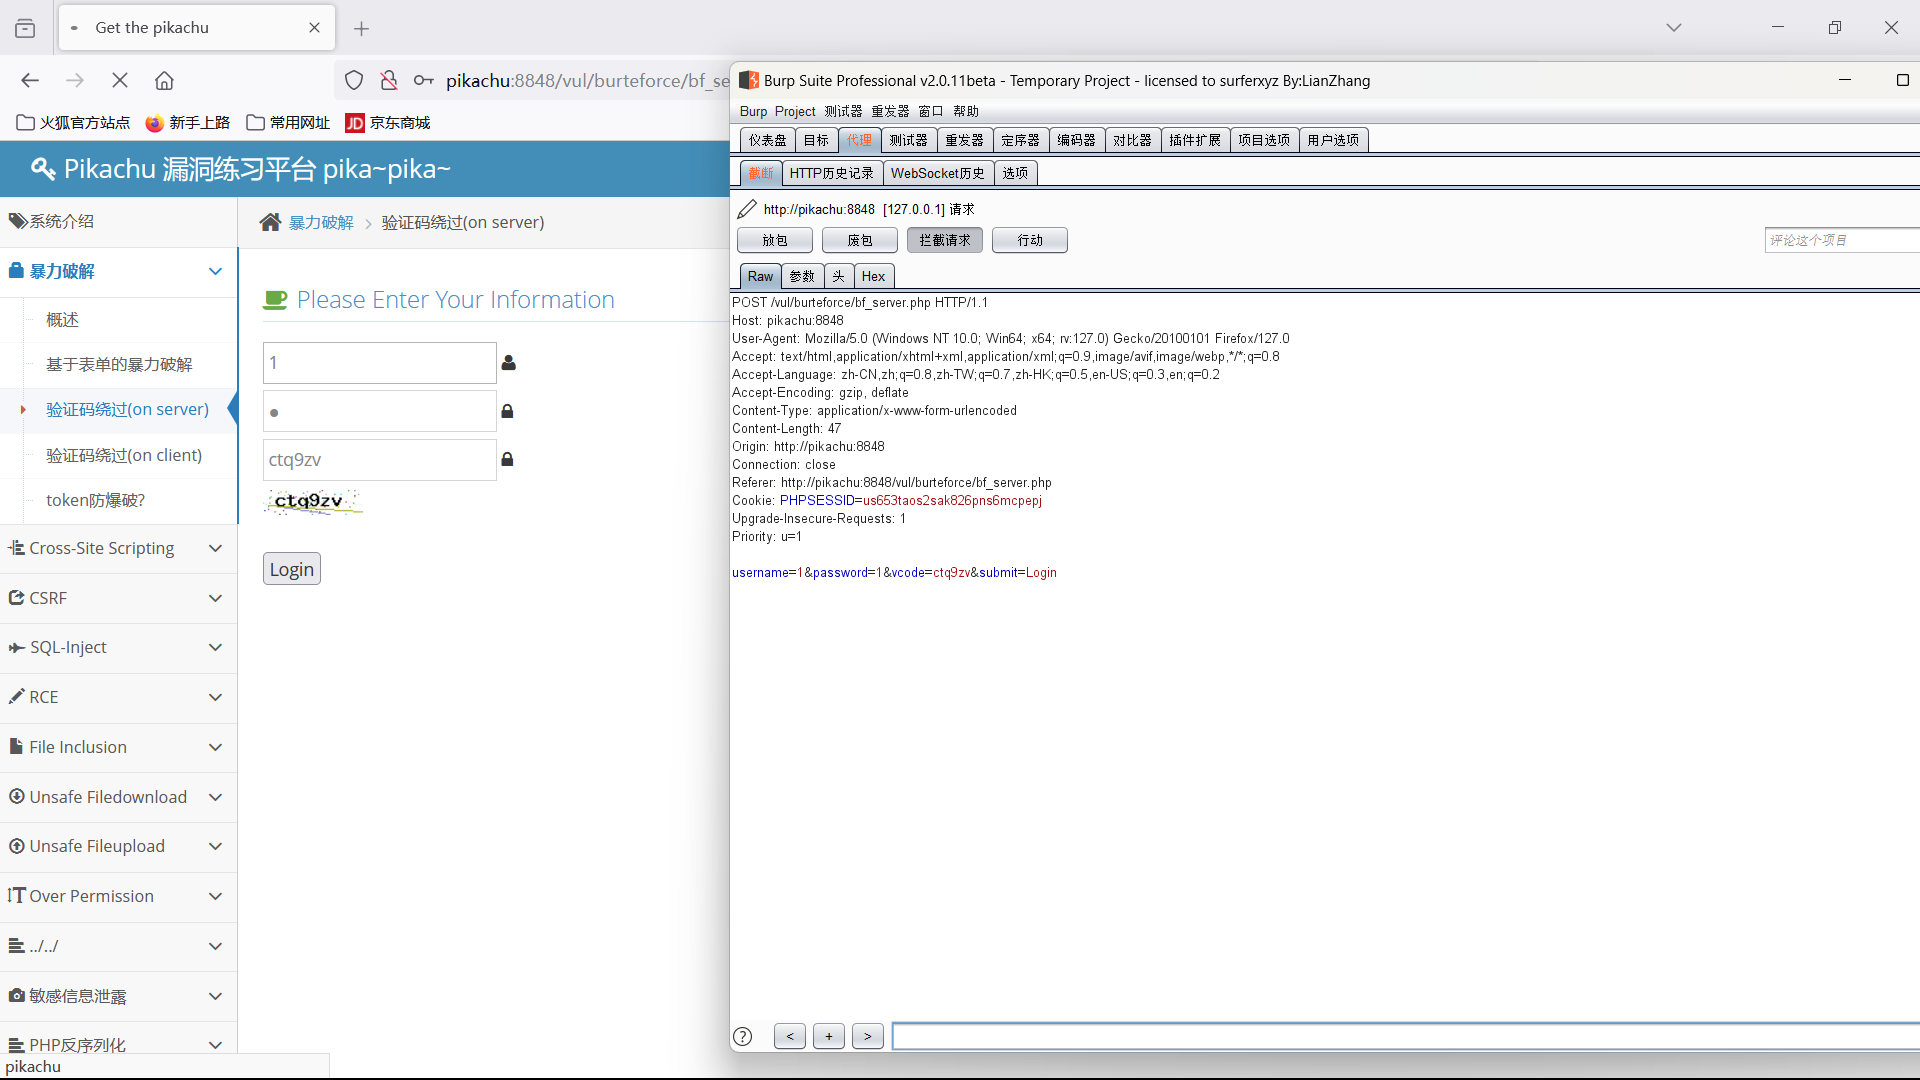 Get the pikachu
pikachu:8848/vul/burteforce/bf_se
火狐官方站点 新手上路 常用网址 JD 京东商城
Pikachu 漏洞练习平台 pika~pika~
系统介绍
暴力破解
概述
基于表单的暴力破解
验证码绕过(on server)
验证码绕过(on client)
token防爆破?
Cross-Site Scripting
CSRF
SQL-Inject
RCE
File Inclusion
Unsafe Filedownload
Unsafe Fileupload
Over Permission
../../
敏感信息泄露
PHP反序列化
pikachu
暴力破解 > 验证码绕过(on server)
Please Enter Your Information
1
●
ctq9zv
ctq9zv
Login
Burp Suite Professional v2.0.11beta - Temporary Project - licensed to surferxyz By:LianZhang
Burp Project 测试器 重发器 窗口 帮助
仪表盘 目标 代理 测试器 重发器 定序器 编码器 对比器 插件扩展 项目选项 用户选项
截断 HTTP历史记录 WebSocket历史 选项
http://pikachu:8848 [127.0.0.1] 请求
放包 废包 拦截请求 行动 评论这个项目
Raw 参数 头 Hex
POST /vul/burteforce/bf_server.php HTTP/1.1
Host: pikachu:8848
User-Agent: Mozilla/5.0 (Windows NT 10.0; Win64; x64; rv:127.0) Gecko/20100101 Firefox/127.0
Accept: text/html,application/xhtml+xml,application/xml;q=0.9,image/avif,image/webp,*/*;q=0.8
Accept-Language: zh-CN,zh;q=0.8,zh-TW;q=0.7,zh-HK;q=0.5,en-US;q=0.3,en;q=0.2
Accept-Encoding: gzip, deflate
Content-Type: application/x-www-form-urlencoded
Content-Length: 47
Origin: http://pikachu:8848
Connection: close
Referer: http://pikachu:8848/vul/burteforce/bf_server.php
Cookie: PHPSESSID=us653taos2sak826pns6mcpepj
Upgrade-Insecure-Requests: 1
Priority: u=1
username=1&password=1&vcode=ctq9zv&submit=Login
? < + >